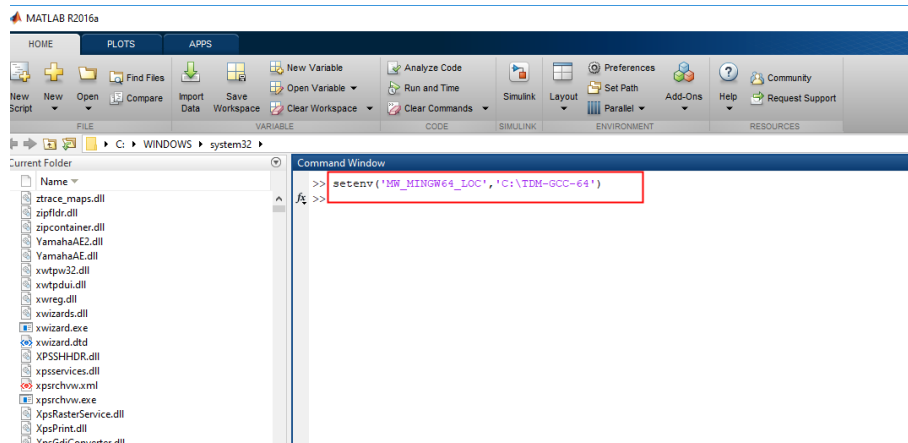 MATLAB R2016a
HOME PLOTS APPS
New Script
New
Open
Find Files
Compare
Import Data
Save Workspace
New Variable
Open Variable
Clear Workspace
Analyze Code
Run and Time
Clear Commands
Simulink
Layout
Preferences
Set Path
Parallel
Add-Ons
Help
Community
Request Support
FILE VARIABLE CODE SIMULINK ENVIRONMENT RESOURCES
C: WINDOWS system32
Current Folder
Name
ztrace_maps.dll
zipfldr.dll
zipcontainer.dll
YamahaAE2.dll
YamahaAE.dll
xwtpw32.dll
xwtpdui.dll
xwreg.dll
xwizards.dll
xwizard.exe
xwizard.dtd
XPSSHHDR.dll
xpsservices.dll
xpsrchvw.xml
xpsrchvw.exe
XpsRasterService.dll
XpsPrint.dll
XpsGdiConverter.dll
Command Window
>> setenv('MW_MINGW64_LOC','C:\TDM-GCC-64')
fx >>